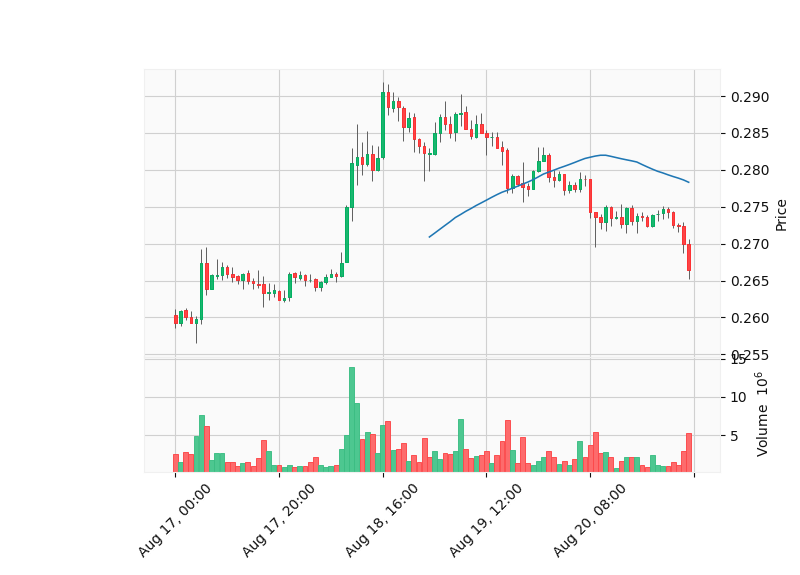 0.290
0.285
0.280
0.275
0.270
0.265
0.260
0.255
Price
15
10
5
Volume 10^6
Aug 17, 00:00
Aug 17, 20:00
Aug 18, 16:00
Aug 19, 12:00
Aug 20, 08:00